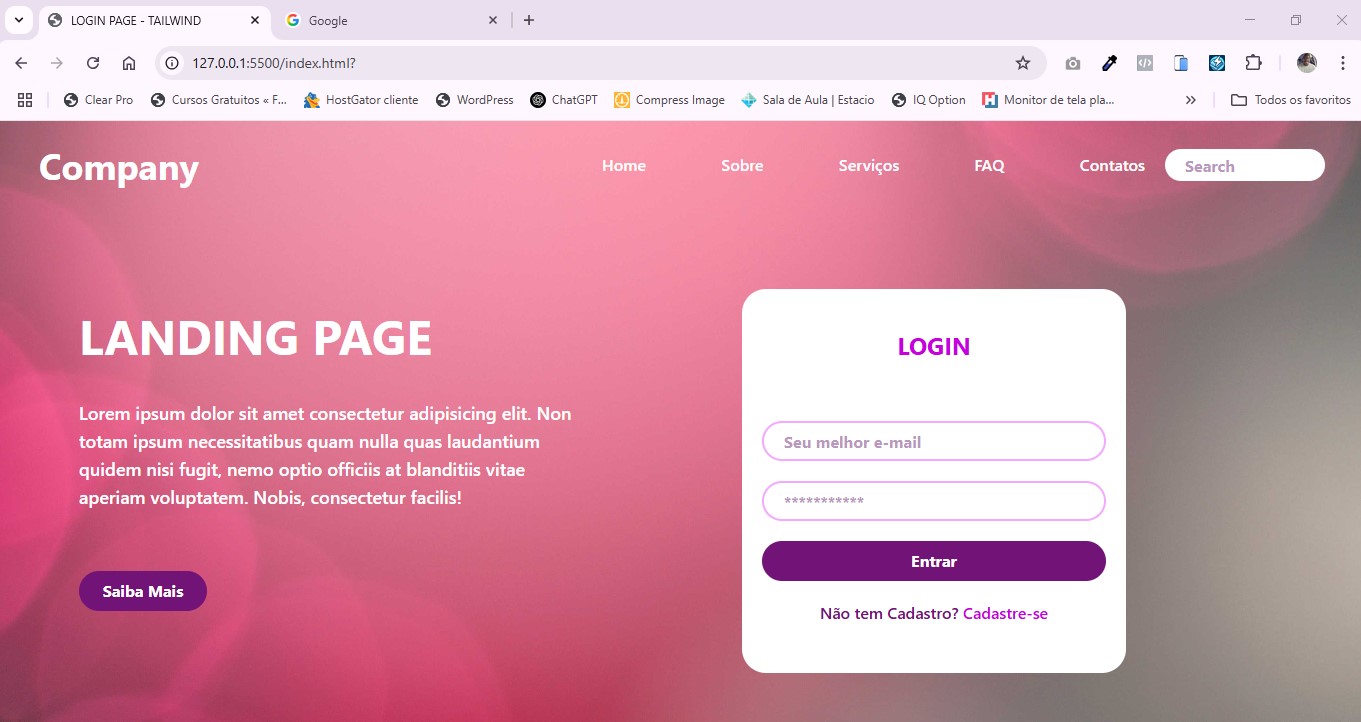 LOGIN PAGE - TAILWIND
Google
127.0.0.1:5500/index.html?
Clear Pro
Cursos Gratuitos « F...
HostGator cliente
WordPress
ChatGPT
Compress Image
Sala de Aula | Estacio
IQ Option
Monitor de tela pla...
Todos os favoritos
Company
Home
Sobre
Serviços
FAQ
Contatos
Search
LANDING PAGE
Lorem ipsum dolor sit amet consectetur adipisicing elit. Non
totam ipsum necessitatibus quam nulla quas laudantium
quidem nisi fugit, nemo optio officiis at blanditiis vitae
aperiam voluptatem. Nobis, consectetur facilis!
Saiba Mais
LOGIN
Seu melhor e-mail
***********
Entrar
Não tem Cadastro? Cadastre-se